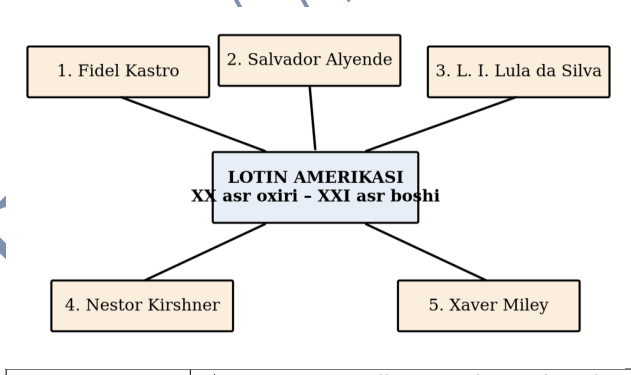 1. Fidel Kastro
2. Salvador Alyende
3. L. I. Lula da Silva
LOTIN AMERIKASI
XX asr oxiri – XXI asr boshi
4. Nestor Kirshner
5. Xaver Miley